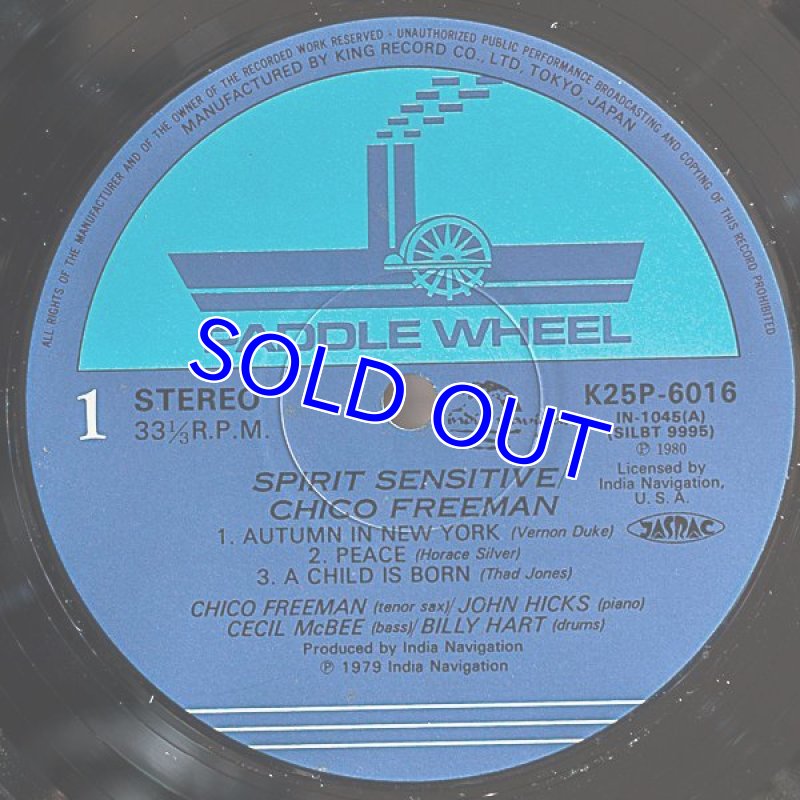 ALL RIGHTS OF THE MANUFACTURER AND OF THE OWNER OF THE RECORDED WORK RESERVED · UNAUTHORIZED PUBLIC PERFORMANCE BROADCASTING AND COPYING OF THIS RECORD PROHIBITED
MANUFACTURED BY KING RECORD CO., LTD, TOKYO, JAPAN
PADDLE WHEEL
SOLD OUT
1 STEREO
33⅓ R.P.M.
K25P-6016
IN-1045(A)
(SILBT 9995)
Ⓟ 1980
Licensed by
India Navigation,
U. S. A.
JASRAC
SPIRIT SENSITIVE/
CHICO FREEMAN
1. AUTUMN IN NEW YORK (Vernon Duke)
2. PEACE (Horace Silver)
3. A CHILD IS BORN (Thad Jones)
CHICO FREEMAN (tenor sax)/JOHN HICKS (piano)
CECIL McBEE (bass)/BILLY HART (drums)
Produced by India Navigation
Ⓟ 1979 India Navigation